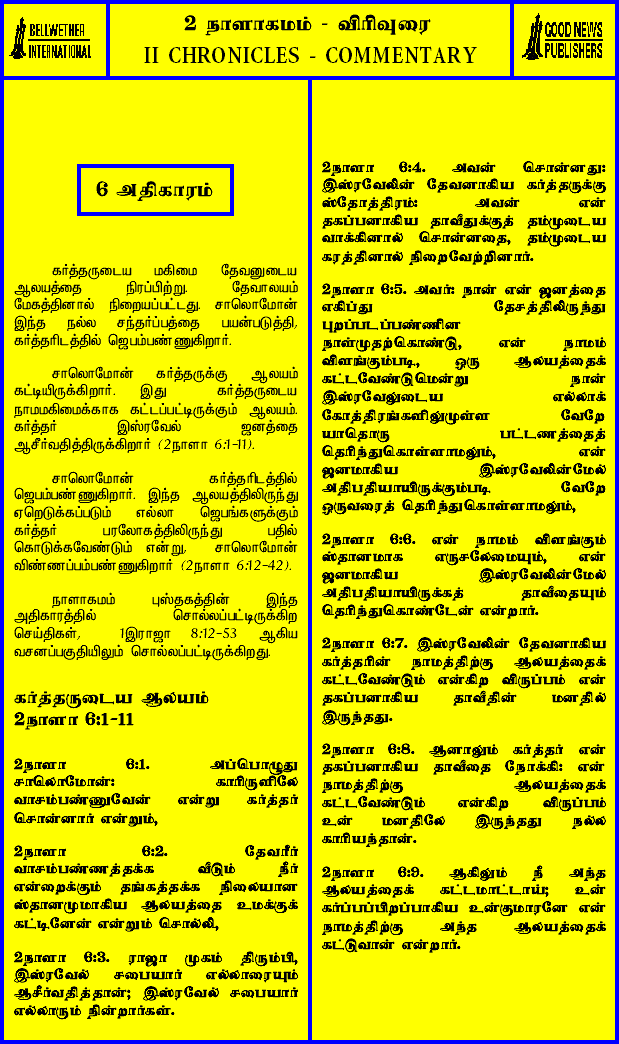 BELLWETHER
INTERNATIONAL
2 நாளாகமம் - விரிவுரை
II CHRONICLES - COMMENTARY
GOOD NEWS
PUBLISHERS
6 அதிகாரம்
கர்த்தருடைய மகிமை தேவனுடைய
ஆலயத்தை நிரப்பிற்று. தேவாலயம்
மேகத்தினால் நிறையப்பட்டது. சாலொமோன்
இந்த நல்ல சந்தர்ப்பத்தை பயன்படுத்தி,
கர்த்தரிடத்தில் ஜெபம்பண்ணுகிறார்.
சாலொமோன் கர்த்தருக்கு ஆலயம்
கட்டியிருக்கிறார். இது கர்த்தருடைய
நாமமகிமைக்காக கட்டப்பட்டிருக்கும் ஆலயம்.
கர்த்தர் இஸ்ரவேல் ஜனத்தை
ஆசீர்வதித்திருக்கிறார் (2நாளா 6:1-11).
சாலொமோன் கர்த்தரிடத்தில்
ஜெபம்பண்ணுகிறார். இந்த ஆலயத்திலிருந்து
ஏறெடுக்கப்படும் எல்லா ஜெபங்களுக்கும்
கர்த்தர் பரலோகத்திலிருந்து பதில்
கொடுக்கவேண்டும் என்று, சாலொமோன்
விண்ணப்பம்பண்ணுகிறார் (2நாளா 6:12-42).
நாளாகமம் புஸ்தகத்தின் இந்த
அதிகாரத்தில் சொல்லப்பட்டிருக்கிற
செய்திகள், 1இராஜா 8:12-53 ஆகிய
வசனப்பகுதியிலும் சொல்லப்பட்டிருக்கிறது.
கர்த்தருடைய ஆலயம்
2நாளா 6:1-11
2நாளா 6:1. அப்பொழுது
சாலொமோன்: காரிருளிலே
வாசம்பண்ணுவேன் என்று கர்த்தர்
சொன்னார் என்றும்,
2நாளா 6:2. தேவரீர்
வாசம்பண்ணத்தக்க வீடும் நீர்
என்றைக்கும் தங்கத்தக்க நிலையான
ஸ்தானமுமாகிய ஆலயத்தை உமக்குக்
கட்டினேன் என்றும் சொல்லி,
2நாளா 6:3. ராஜா முகம் திரும்பி,
இஸ்ரவேல் சபையார் எல்லாரையும்
ஆசீர்வதித்தான்; இஸ்ரவேல் சபையார்
எல்லாரும் நின்றார்கள்.
2நாளா 6:4. அவன் சொன்னது:
இஸ்ரவேலின் தேவனாகிய கர்த்தருக்கு
ஸ்தோத்திரம்: அவன் என்
தகப்பனாகிய தாவீதுக்குத் தம்முடைய
வாக்கினால் சொன்னதை, தம்முடைய
கரத்தினால் நிறைவேற்றினார்.
2நாளா 6:5. அவர்: நான் என் ஜனத்தை
எகிப்து தேசத்திலிருந்து
புறப்படப்பண்ணின
நாள்முதற்கொண்டு, என் நாமம்
விளங்கும்படி, ஒரு ஆலயத்தைக்
கட்டவேண்டுமென்று நான்
இஸ்ரவேலுடைய எல்லாக்
கோத்திரங்களிலுமுள்ள வேறே
யாதொரு பட்டணத்தைத்
தெரிந்துகொள்ளாமலும், என்
ஜனமாகிய இஸ்ரவேலின்மேல்
அதிபதியாயிருக்கும்படி வேறே
ஒருவரைத் தெரிந்துகொள்ளாமலும்,
2நாளா 6:6. என் நாமம் விளங்கும்
ஸ்தானமாக எருசலேமையும், என்
ஜனமாகிய இஸ்ரவேலின்மேல்
அதிபதியாயிருக்கத் தாவீதையும்
தெரிந்துகொண்டேன் என்றார்.
2நாளா 6:7. இஸ்ரவேலின் தேவனாகிய
கர்த்தரின் நாமத்திற்கு ஆலயத்தைக்
கட்டவேண்டும் என்கிற விருப்பம் என்
தகப்பனாகிய தாவீதின் மனதில்
இருந்தது.
2நாளா 6:8. ஆனாலும் கர்த்தர் என்
தகப்பனாகிய தாவீதை நோக்கி: என்
நாமத்திற்கு ஆலயத்தைக்
கட்டவேண்டும் என்கிற விருப்பம்
உன் மனதிலே இருந்தது நல்ல
காரியந்தான்.
2நாளா 6:9. ஆகிலும் நீ அந்த
ஆலயத்தைக் கட்டமாட்டாய்; உன்
கர்ப்பப்பிறப்பாகிய உன்குமாரனே என்
நாமத்திற்கு அந்த ஆலயத்தைக்
கட்டுவான் என்றார்.